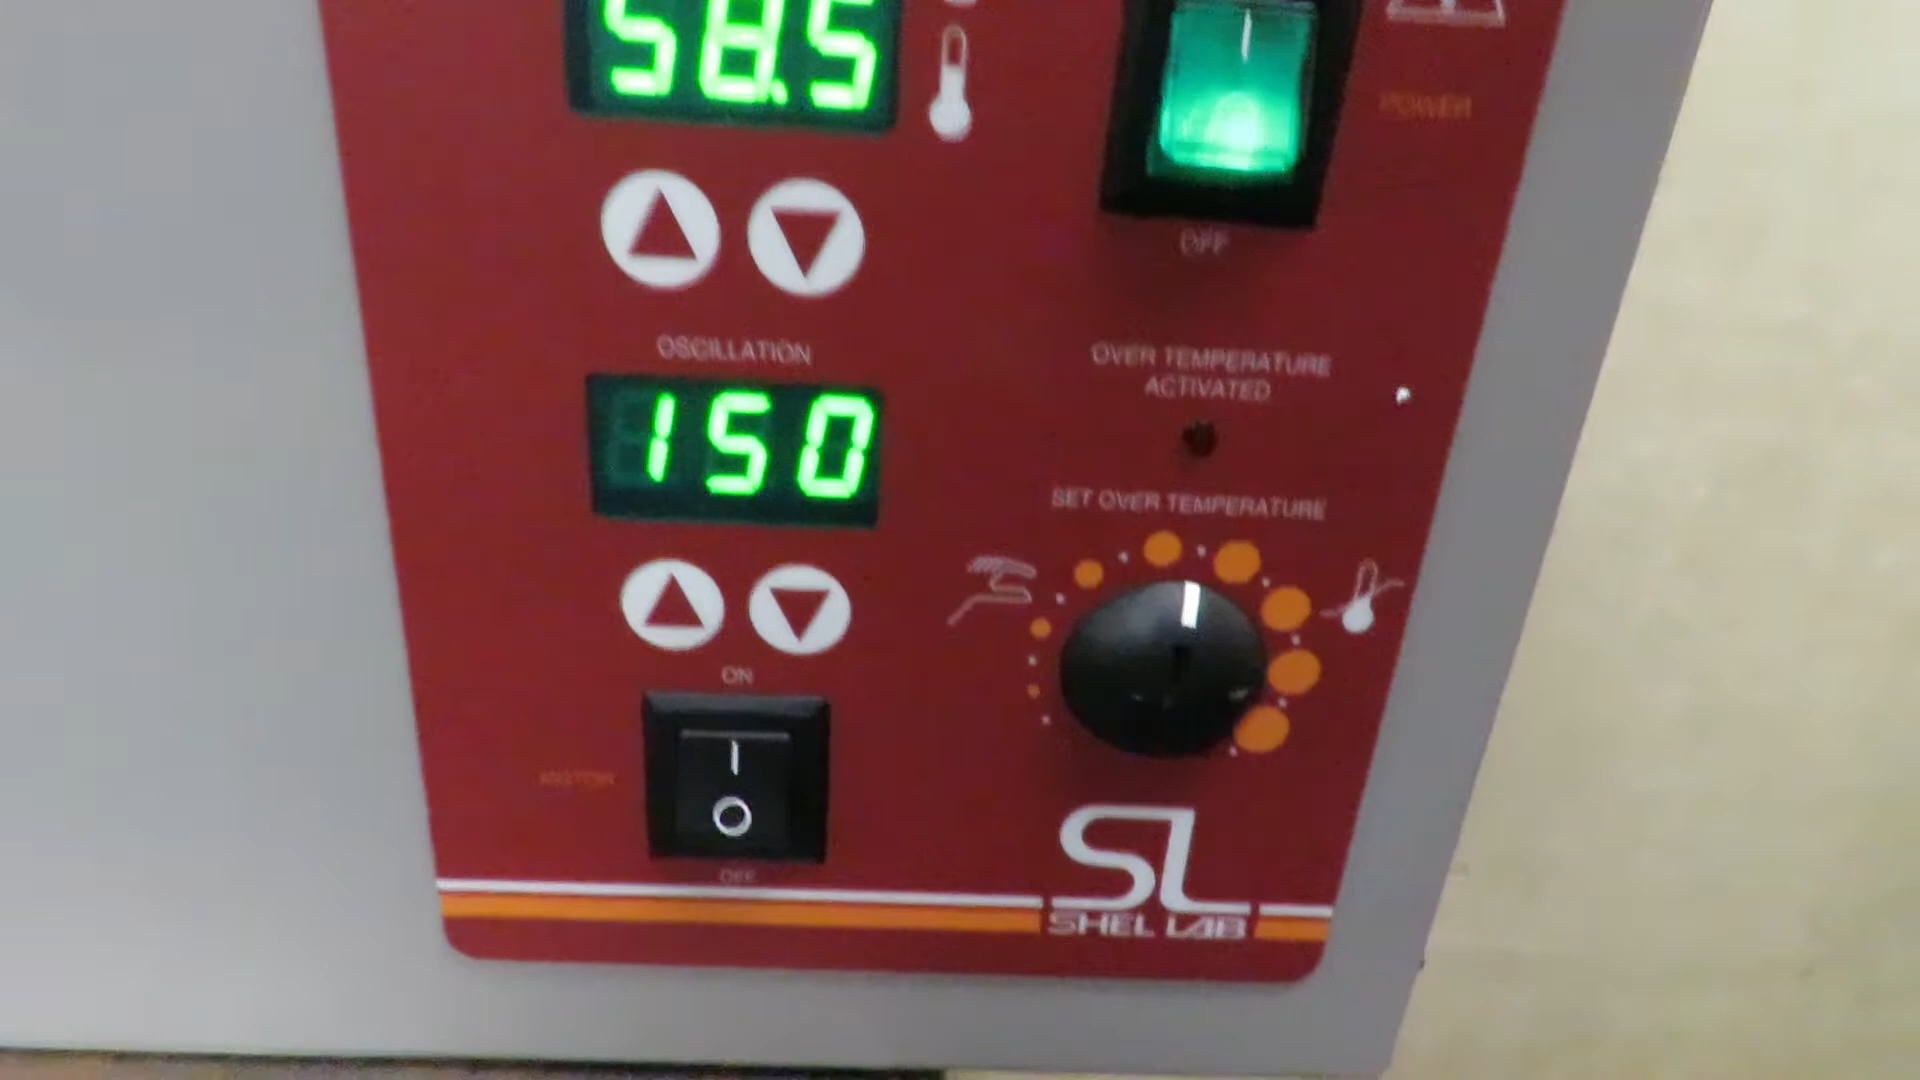 58.5
POWER
OFF
OSCILLATION
150
OVER TEMPERATURE
ACTIVATED
SET OVER TEMPERATURE
ON
MOTOR
OFF
SL
SHEL LAB